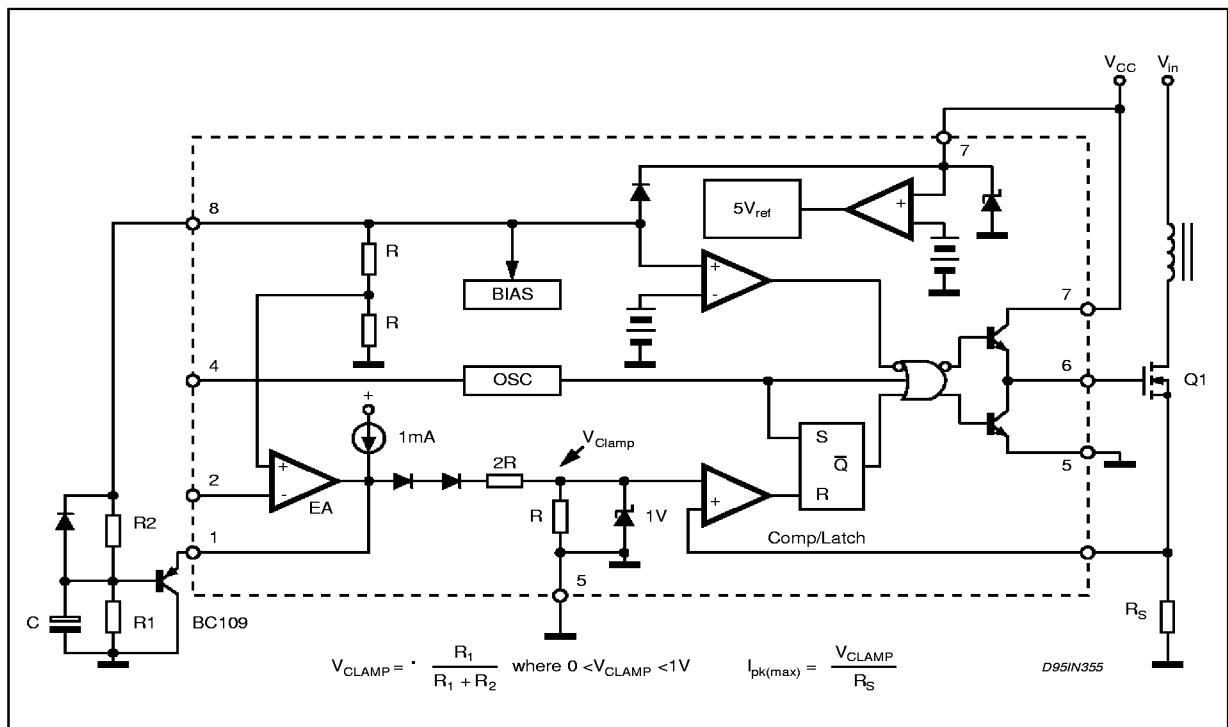 VCC Vin
7
8
5Vref
+
R
BIAS
+
-
R
7
4
OSC
6
Q1
+
1mA
VClamp
S
Q̅
R
2R
5
2
+
-
EA
R
1V
+
R2
1
Comp/Latch
5
C
R1
BC109
RS
VCLAMP = · R1 / R1 + R2 where 0 <VCLAMP <1V Ipk(max) = VCLAMP / RS
D95IN355